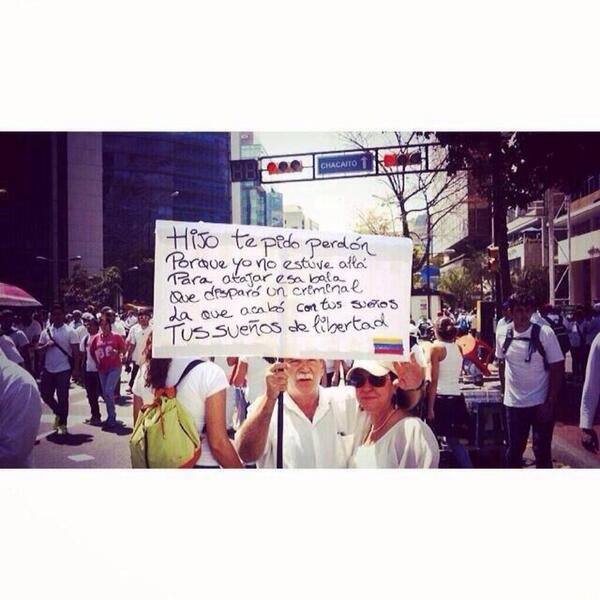 CHACAITO
Hijo te pido perdón
Porque yo no estuve allá
Para atajar esa bala
Que disparó un criminal
La que acabó con tus sueños
Tus sueños de libertad